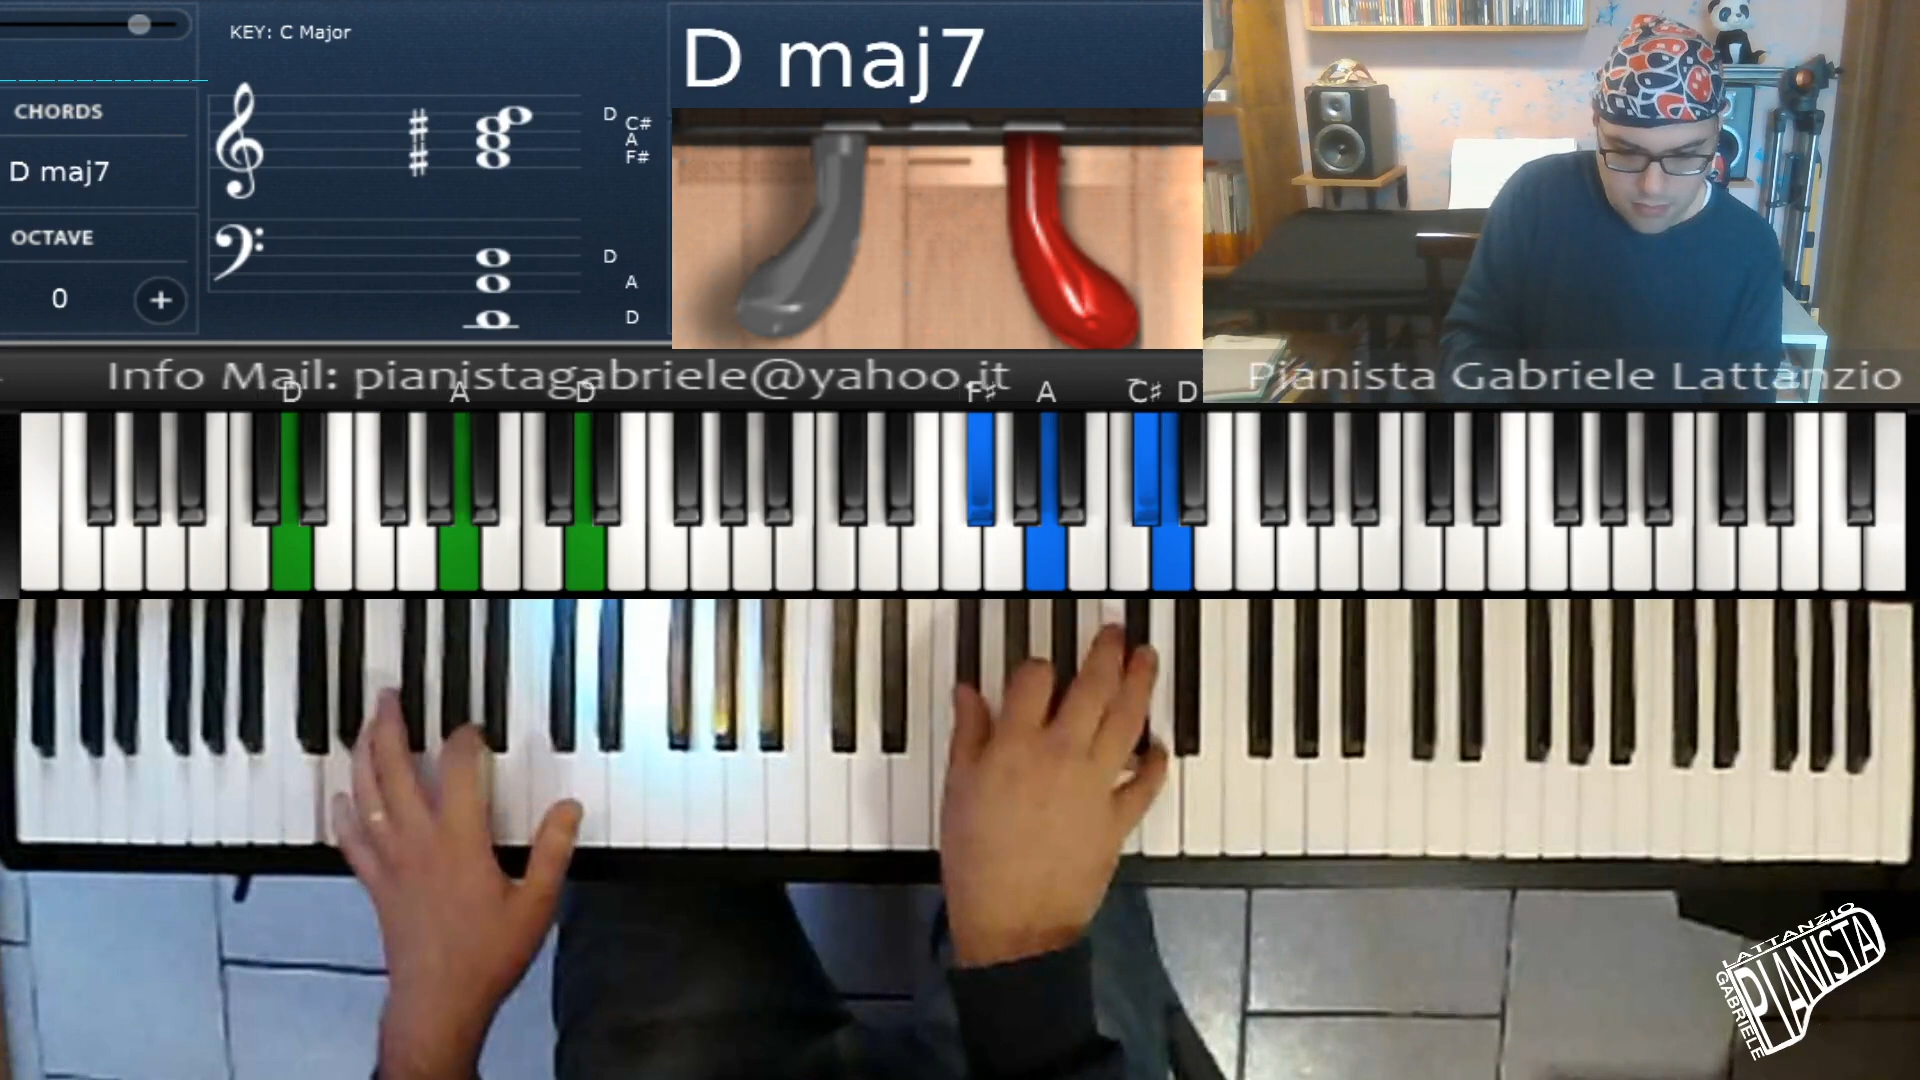 KEY: C Major
D maj7
CHORDS
D maj7
D
C#
A
F#
OCTAVE
0
+
D
A
D
Info Mail: pianistagabriele@yahoo.it
Pianista Gabriele Lattanzio
D A D F♯ A C♯ D
LATTANZIO
PIANISTA
GABRIELE